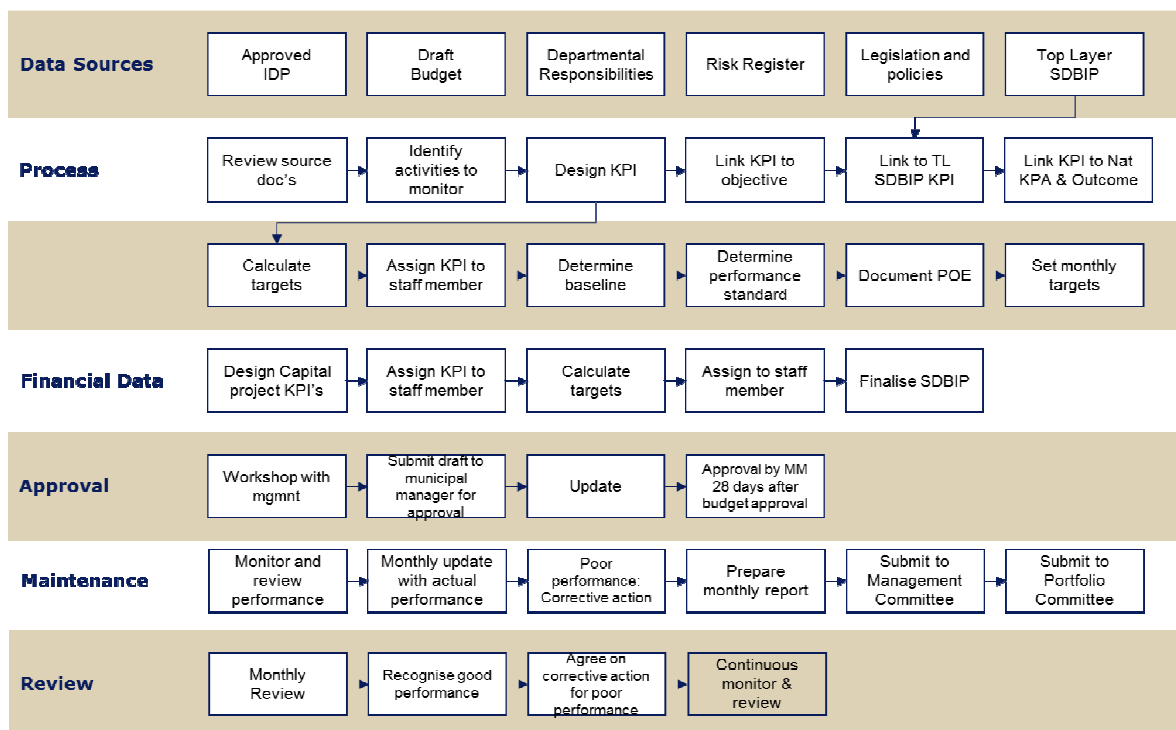 Data Sources
Approved
IDP
Draft
Budget
Departmental
Responsibilities
Risk Register
Legislation and
policies
Top Layer
SDBIP
Process
Review source
doc's
Identify
activities to
monitor
Design KPI
Link KPI to
objective
Link to TL
SDBIP KPI
Link KPI to Nat
KPA & Outcome
Calculate
targets
Assign KPI to
staff member
Determine
baseline
Determine
performance
standard
Document POE
Set monthly
targets
Financial Data
Design Capital
project KPI's
Assign KPI to
staff member
Calculate
targets
Assign to staff
member
Finalise SDBIP
Approval
Workshop with
mgmnt
Submit draft to
municipal
manager for
approval
Update
Approval by MM
28 days after
budget approval
Maintenance
Monitor and
review
performance
Monthly update
with actual
performance
Poor
performance:
Corrective action
Prepare
monthly report
Submit to
Management
Committee
Submit to
Portfolio
Committee
Review
Monthly
Review
Recognise good
performance
Agree on
corrective action
for poor
performance
Continuous
monitor &
review